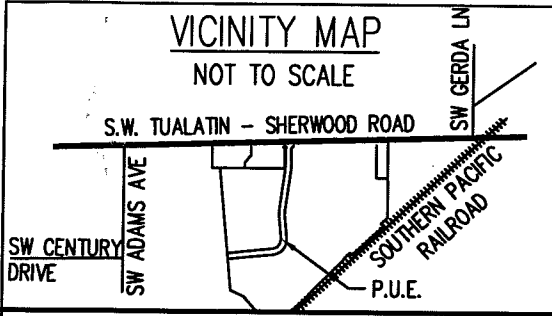 VICINITY MAP
NOT TO SCALE
SW GERDA LN
S.W. TUALATIN - SHERWOOD ROAD
SW ADAMS AVE
SW CENTURY
DRIVE
SOUTHERN PACIFIC
RAILROAD
P.U.E.